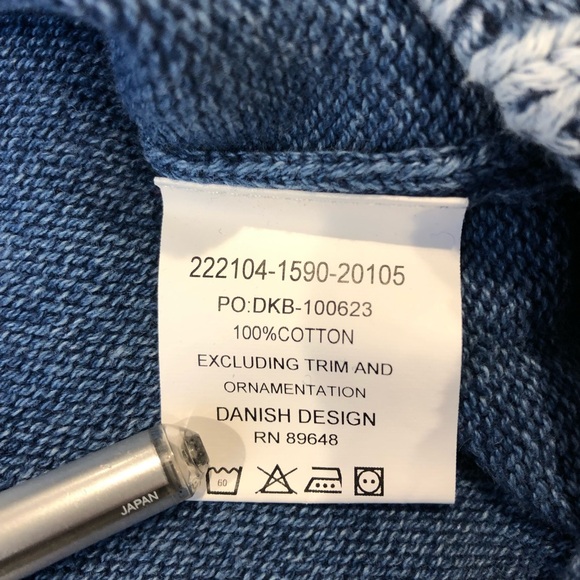 222104-1590-20105
PO:DKB-100623
100%COTTON
EXCLUDING TRIM AND
ORNAMENTATION
DANISH DESIGN
RN 89648
60
JAPAN